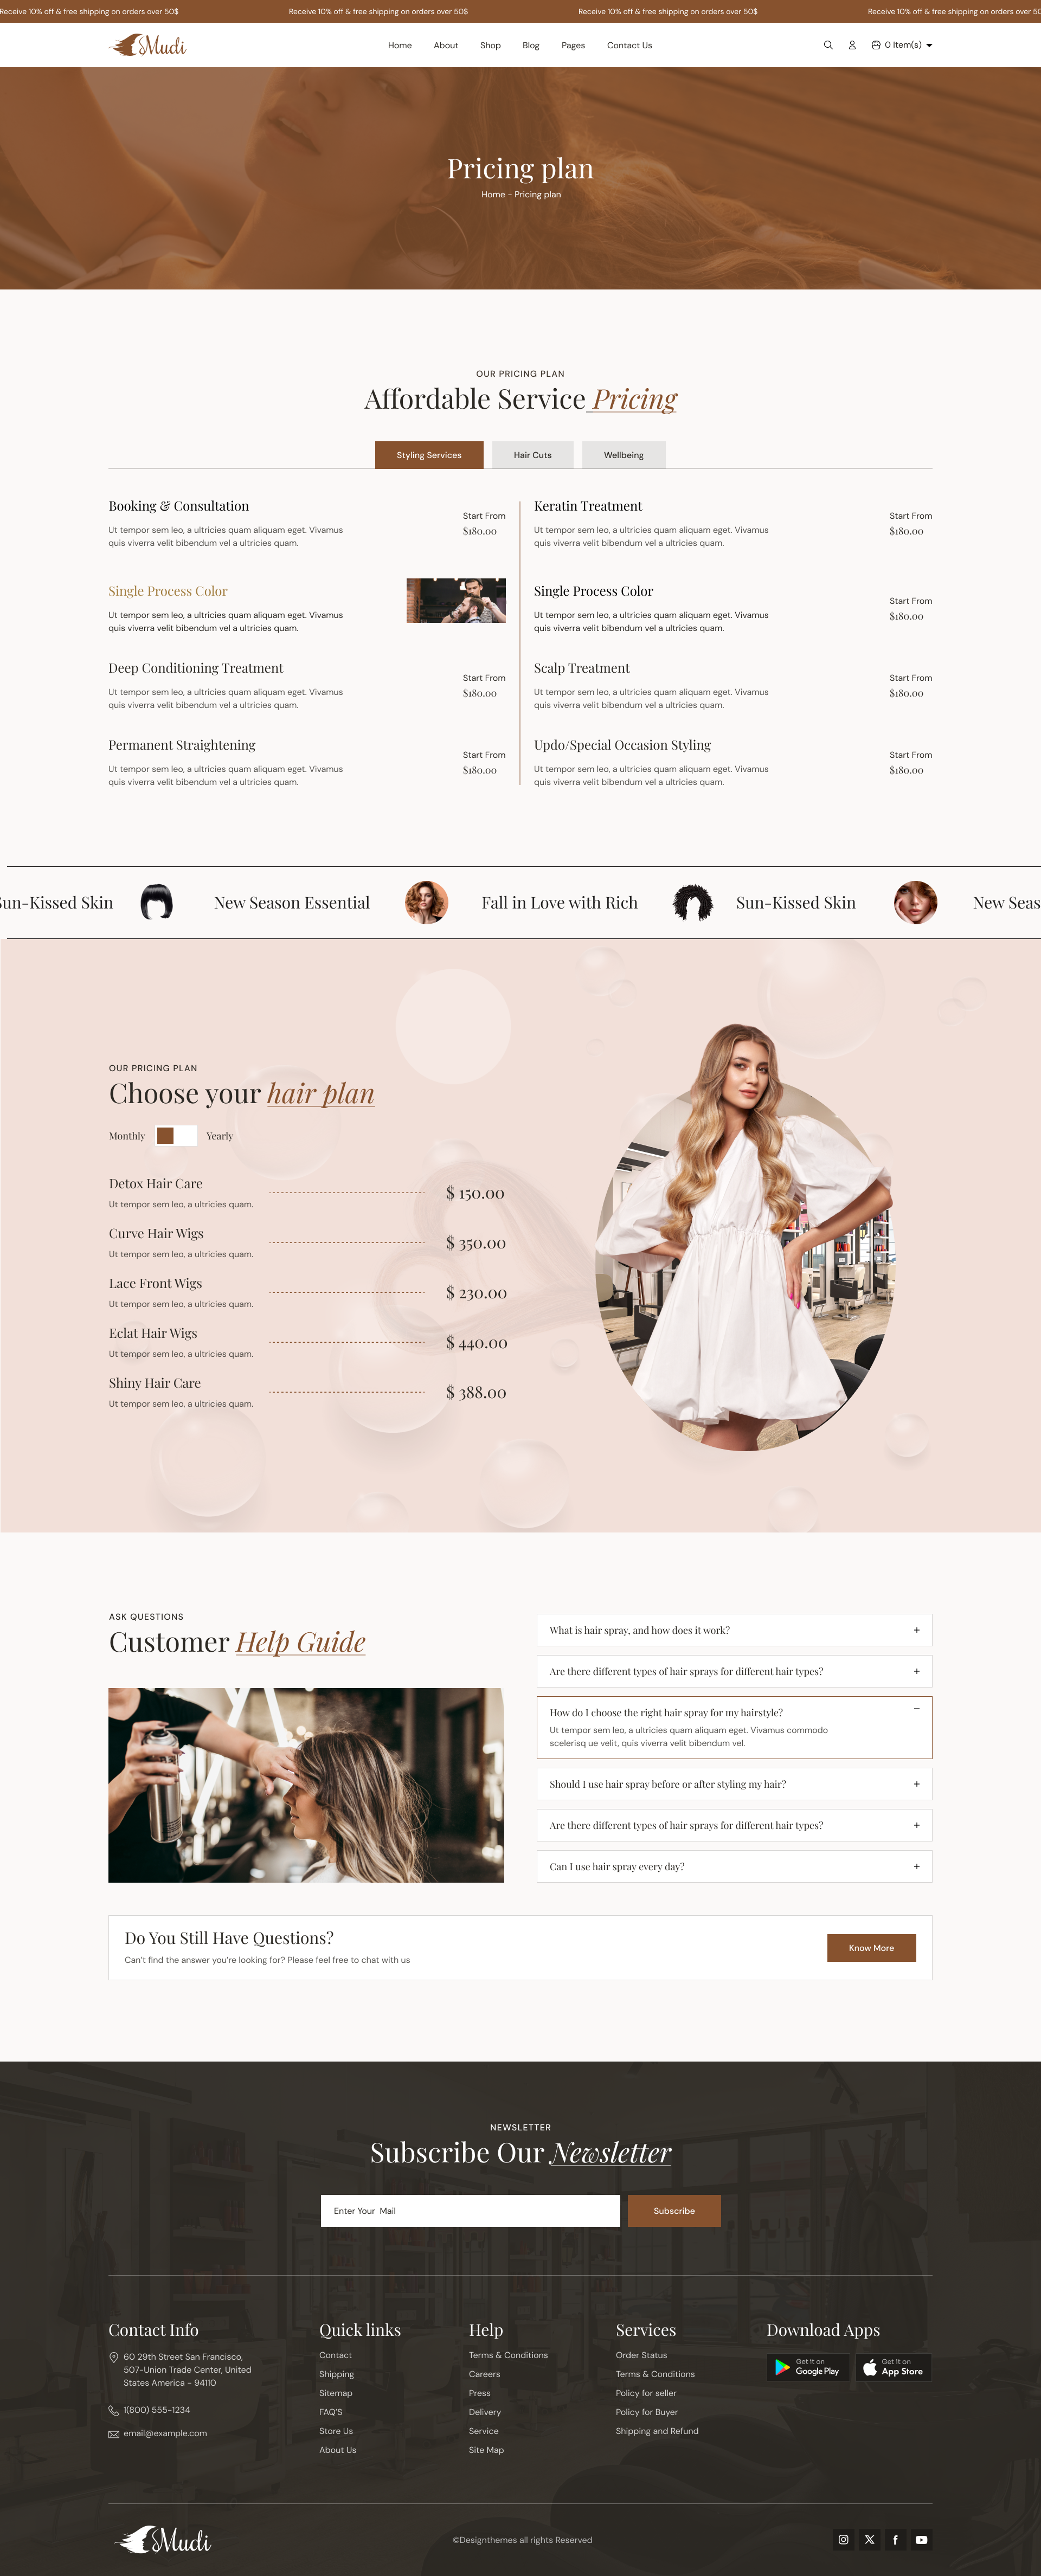 Receive 10% off & free shipping on orders over 50$ Receive 10% off & free shipping on orders over 50$ Receive 10% off & free shipping on orders over 50$ Receive 10% off & free shipping on orders over 50
Mudi
Home About Shop Blog Pages Contact Us
0 Item(s)
Pricing plan
Home - Pricing plan
OUR PRICING PLAN
Affordable Service Pricing
Styling Services Hair Cuts Wellbeing
Booking & Consultation
Ut tempor sem leo, a ultricies quam aliquam eget. Vivamus
quis viverra velit bibendum vel a ultricies quam.
Start From
$180.00
Keratin Treatment
Ut tempor sem leo, a ultricies quam aliquam eget. Vivamus
quis viverra velit bibendum vel a ultricies quam.
Start From
$180.00
Single Process Color
Ut tempor sem leo, a ultricies quam aliquam eget. Vivamus
quis viverra velit bibendum vel a ultricies quam.
Single Process Color
Ut tempor sem leo, a ultricies quam aliquam eget. Vivamus
quis viverra velit bibendum vel a ultricies quam.
Start From
$180.00
Deep Conditioning Treatment
Ut tempor sem leo, a ultricies quam aliquam eget. Vivamus
quis viverra velit bibendum vel a ultricies quam.
Start From
$180.00
Scalp Treatment
Ut tempor sem leo, a ultricies quam aliquam eget. Vivamus
quis viverra velit bibendum vel a ultricies quam.
Start From
$180.00
Permanent Straightening
Ut tempor sem leo, a ultricies quam aliquam eget. Vivamus
quis viverra velit bibendum vel a ultricies quam.
Start From
$180.00
Updo/Special Occasion Styling
Ut tempor sem leo, a ultricies quam aliquam eget. Vivamus
quis viverra velit bibendum vel a ultricies quam.
Start From
$180.00
Sun-Kissed Skin New Season Essential Fall in Love with Rich Sun-Kissed Skin New Seas
OUR PRICING PLAN
Choose your hair plan
Monthly Yearly
Detox Hair Care
Ut tempor sem leo, a ultricies quam.
$ 150.00
Curve Hair Wigs
Ut tempor sem leo, a ultricies quam.
$ 350.00
Lace Front Wigs
Ut tempor sem leo, a ultricies quam.
$ 230.00
Eclat Hair Wigs
Ut tempor sem leo, a ultricies quam.
$ 440.00
Shiny Hair Care
Ut tempor sem leo, a ultricies quam.
$ 388.00
ASK QUESTIONS
Customer Help Guide
What is hair spray, and how does it work? +
Are there different types of hair sprays for different hair types? +
How do I choose the right hair spray for my hairstyle? −
Ut tempor sem leo, a ultricies quam aliquam eget. Vivamus commodo
scelerisq ue velit, quis viverra velit bibendum vel.
Should I use hair spray before or after styling my hair? +
Are there different types of hair sprays for different hair types? +
Can I use hair spray every day? +
Do You Still Have Questions?
Can't find the answer you're looking for? Please feel free to chat with us
Know More
NEWSLETTER
Subscribe Our Newsletter
Enter Your Mail
Subscribe
Contact Info
60 29th Street San Francisco,
507-Union Trade Center, United
States America - 94110
1(800) 555-1234
email@example.com
Quick links
Contact
Shipping
Sitemap
FAQ'S
Store Us
About Us
Help
Terms & Conditions
Careers
Press
Delivery
Service
Site Map
Services
Order Status
Terms & Conditions
Policy for seller
Policy for Buyer
Shipping and Refund
Download Apps
Get It on
Google Play
Get It on
App Store
Mudi
©Designthemes all rights Reserved